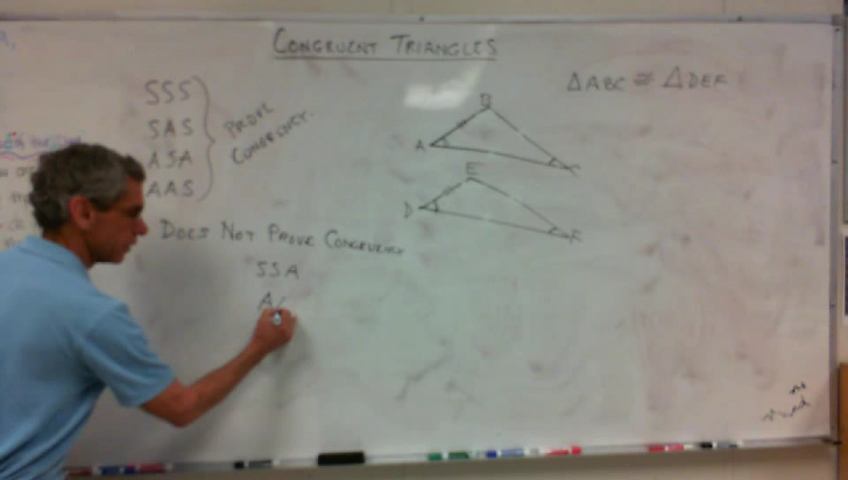 CONGRUENT TRIANGLES
SSS
SAS
ASA
AAS
PROVE
CONGRUENCY.
ΔABC ≅ ΔDEF
B
A
C
E
D
F
DOES NOT PROVE CONGRUENCY
SSA
A